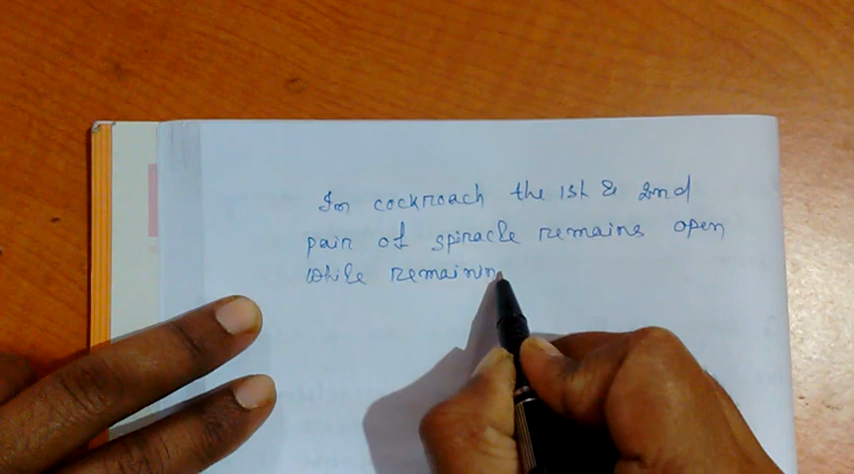 In cockroach the 1st & 2nd
pair of spiracle remains open
while remainin